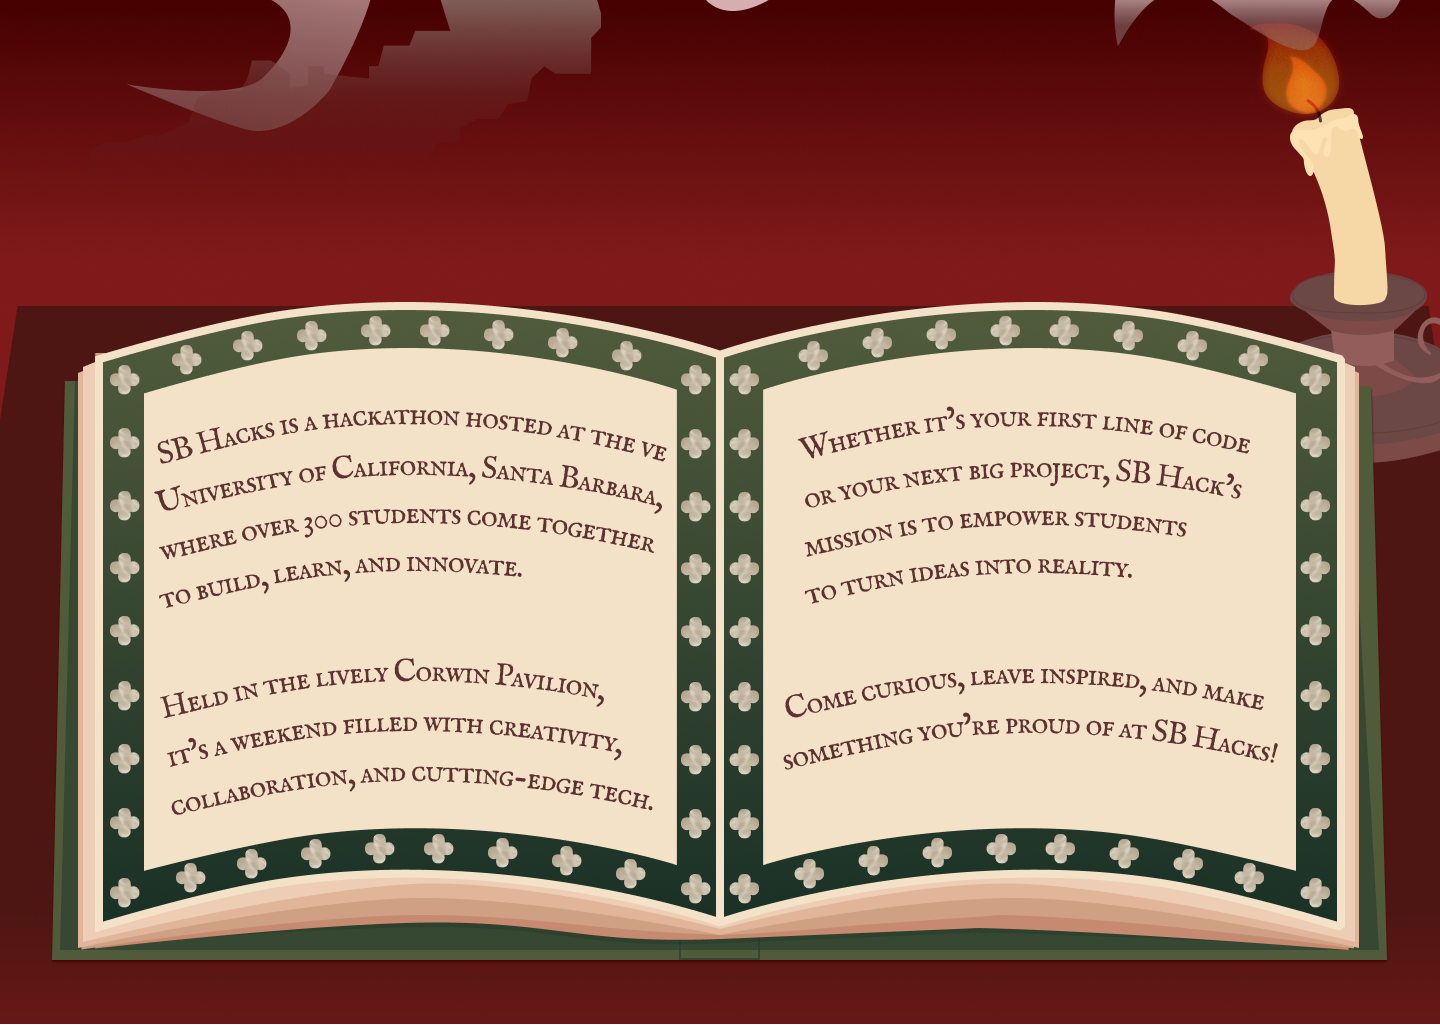 SB Hacks is a hackathon hosted at the ve
University of California, Santa Barbara,
where over 300 students come together
to build, learn, and innovate.
Held in the lively Corwin Pavilion,
it's a weekend filled with creativity,
collaboration, and cutting-edge tech.
Whether it's your first line of code
or your next big project, SB Hack's
mission is to empower students
to turn ideas into reality.
Come curious, leave inspired, and make
something you're proud of at SB Hacks!